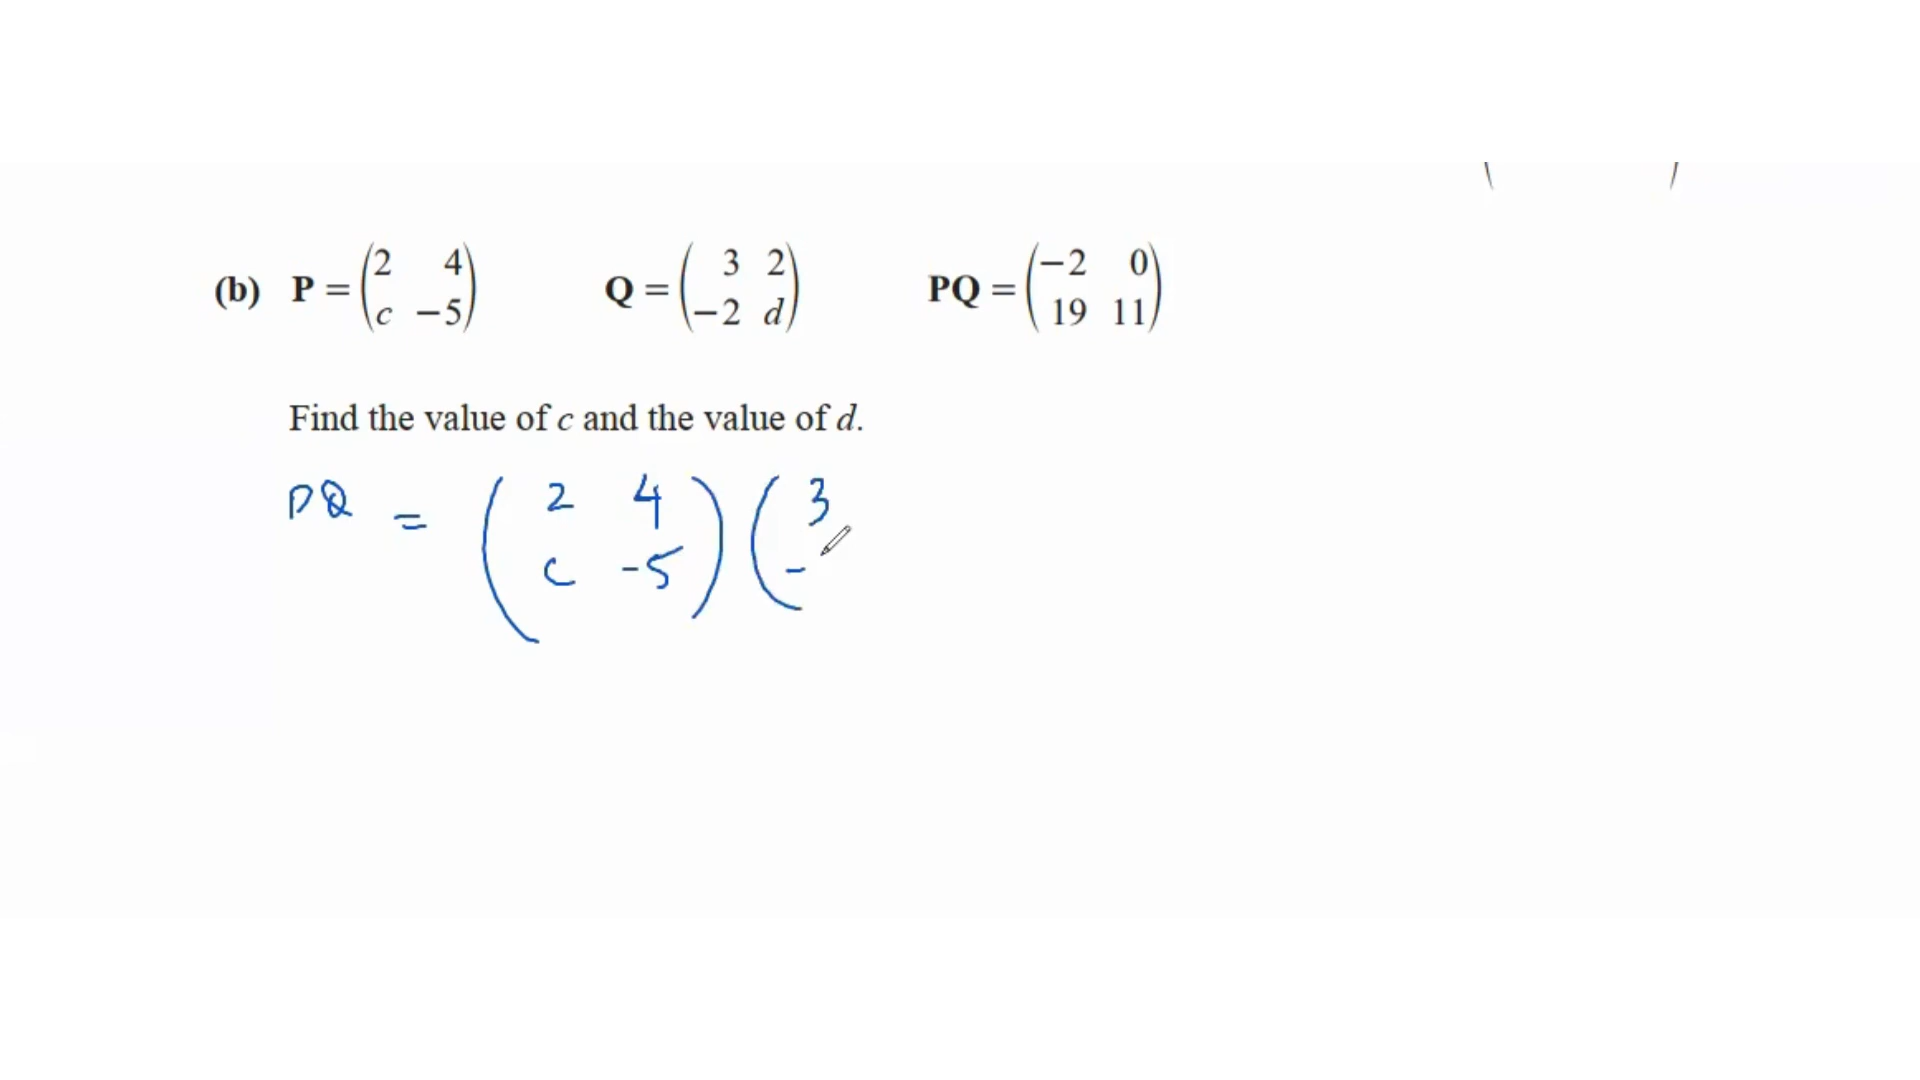 (b) P = (2 4 Q = ( 3 2 PQ = (−2 0
c −5) −2 d) 19 11)
Find the value of c and the value of d.
PQ = ( 2 4 ) ( 3
c -5 -